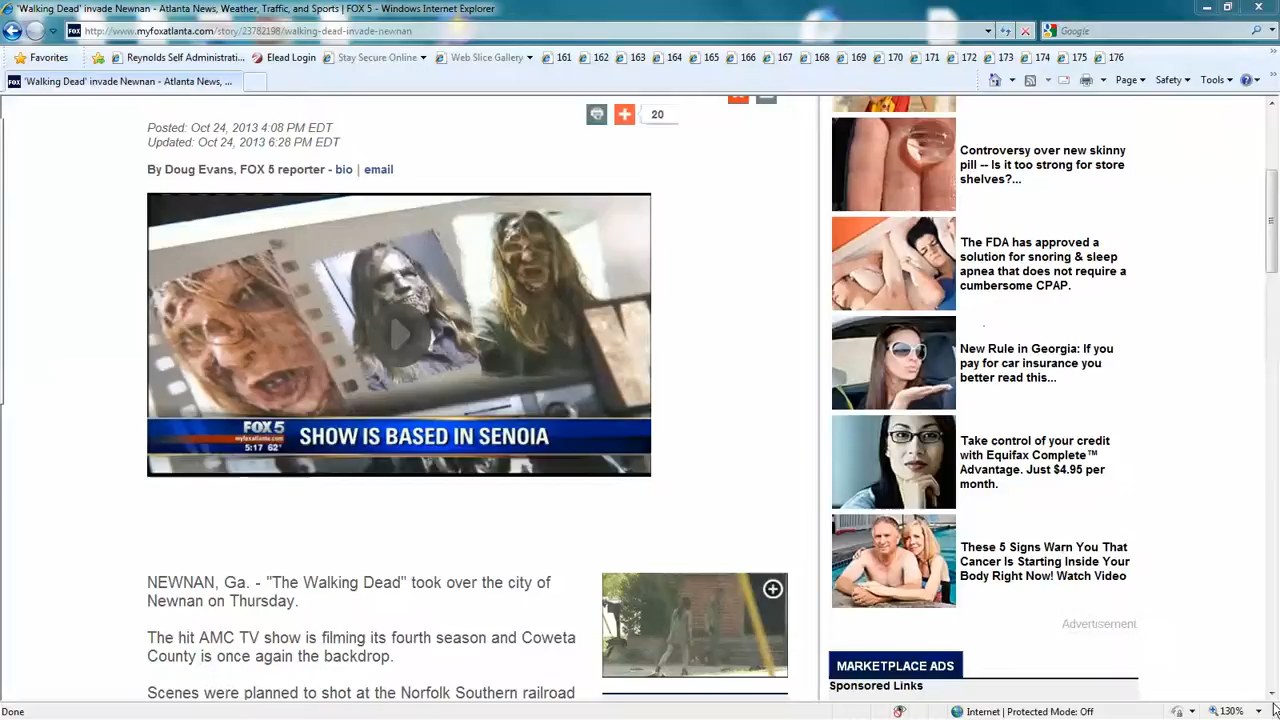 'Walking Dead' invade Newnan - Atlanta News, Weather, Traffic, and Sports | FOX 5 - Windows Internet Explorer
http://www.myfoxatlanta.com/story/23782198/walking-dead-invade-newnan
Google
Favorites Reynolds Self Administrati... Elead Login Stay Secure Online Web Slice Gallery 161 162 163 164 165 166 167 168 169 170 171 172 173 174 175 176
'Walking Dead' invade Newnan - Atlanta News, ...
Page Safety Tools
20
Posted: Oct 24, 2013 4:08 PM EDT
Updated: Oct 24, 2013 6:28 PM EDT
By Doug Evans, FOX 5 reporter - bio | email
FOX 5
myfoxatlanta.com
5:17 62°
SHOW IS BASED IN SENOIA
NEWNAN, Ga. - "The Walking Dead" took over the city of
Newnan on Thursday.
The hit AMC TV show is filming its fourth season and Coweta
County is once again the backdrop.
Scenes were planned to shot at the Norfolk Southern railroad
Controversy over new skinny
pill -- Is it too strong for store
shelves?...
The FDA has approved a
solution for snoring & sleep
apnea that does not require a
cumbersome CPAP.
New Rule in Georgia: If you
pay for car insurance you
better read this...
Take control of your credit
with Equifax Complete™
Advantage. Just $4.95 per
month.
These 5 Signs Warn You That
Cancer Is Starting Inside Your
Body Right Now! Watch Video
Advertisement
MARKETPLACE ADS
Sponsored Links
Done
Internet | Protected Mode: Off
130%